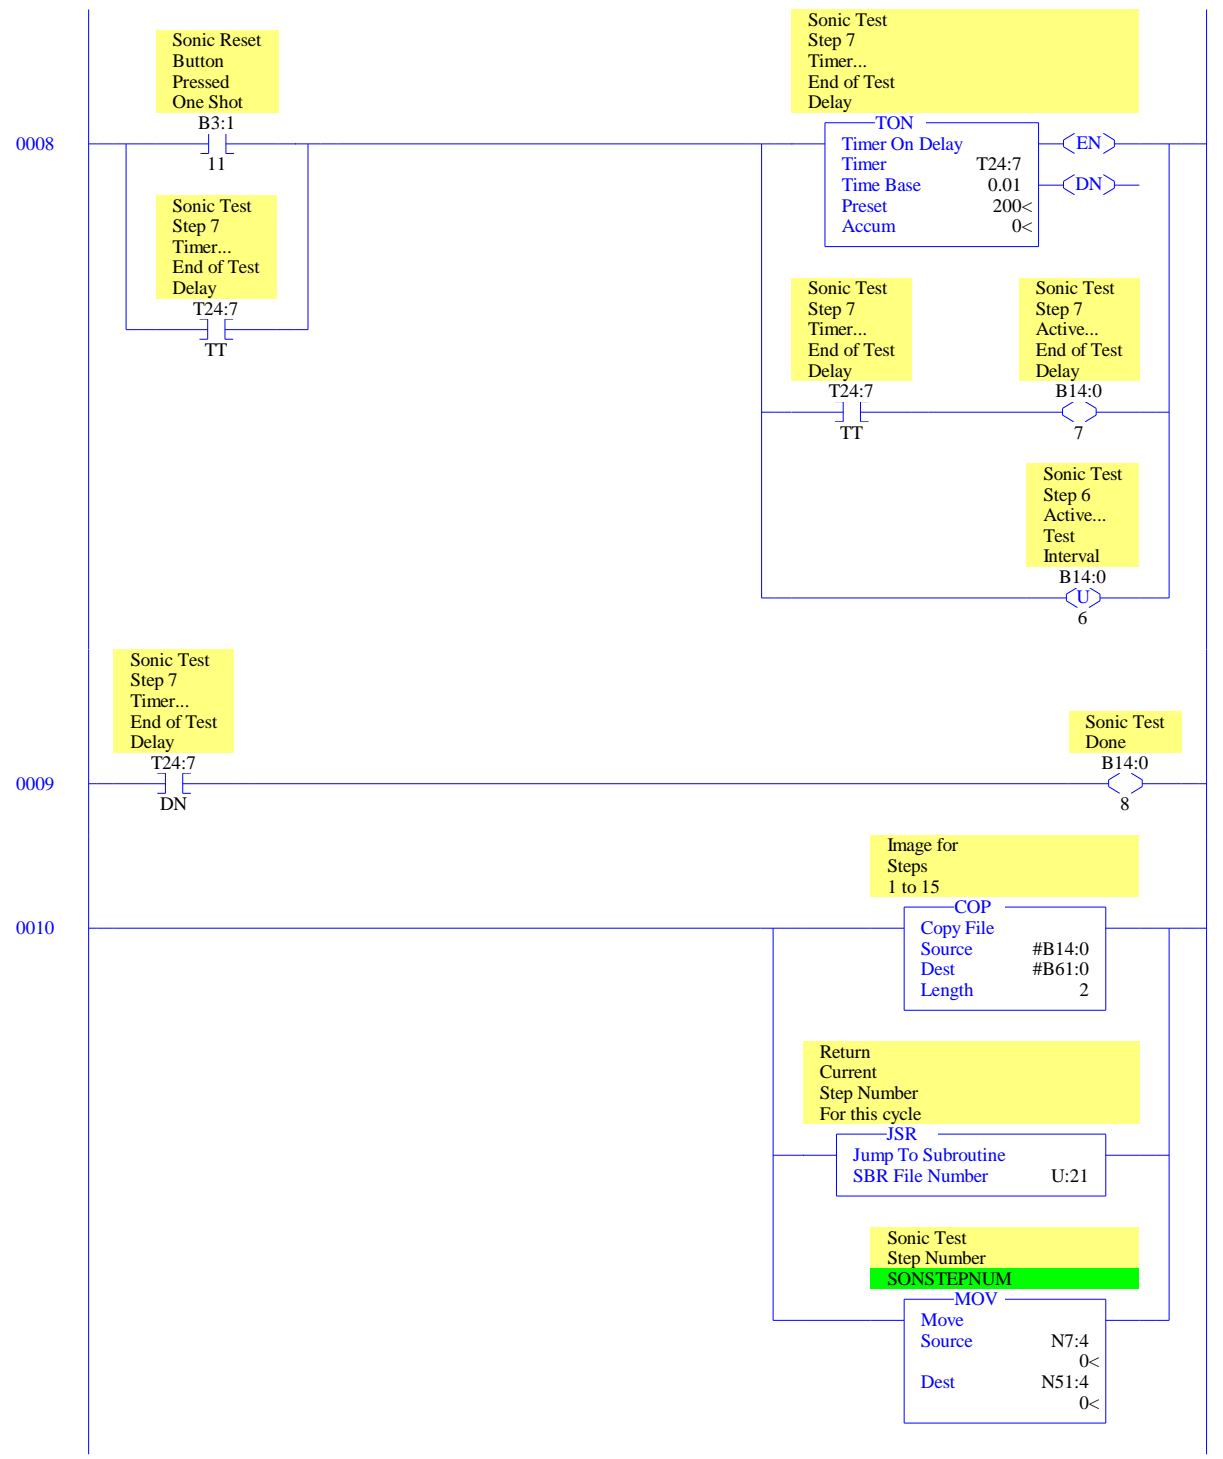 Sonic Reset
Button
Pressed
One Shot
B3:1
11
0008
Sonic Test
Step 7
Timer...
End of Test
Delay
T24:7
TT
Sonic Test
Step 7
Timer...
End of Test
Delay
TON
Timer On Delay
Timer T24:7
Time Base 0.01
Preset 200<
Accum 0<
EN
DN
Sonic Test
Step 7
Timer...
End of Test
Delay
T24:7
TT
Sonic Test
Step 7
Active...
End of Test
Delay
B14:0
7
Sonic Test
Step 6
Active...
Test
Interval
B14:0
U
6
Sonic Test
Step 7
Timer...
End of Test
Delay
T24:7
DN
0009
Sonic Test
Done
B14:0
8
0010
Image for
Steps
1 to 15
COP
Copy File
Source #B14:0
Dest #B61:0
Length 2
Return
Current
Step Number
For this cycle
JSR
Jump To Subroutine
SBR File Number U:21
Sonic Test
Step Number
SONSTEPNUM
MOV
Move
Source N7:4
0<
Dest N51:4
0<